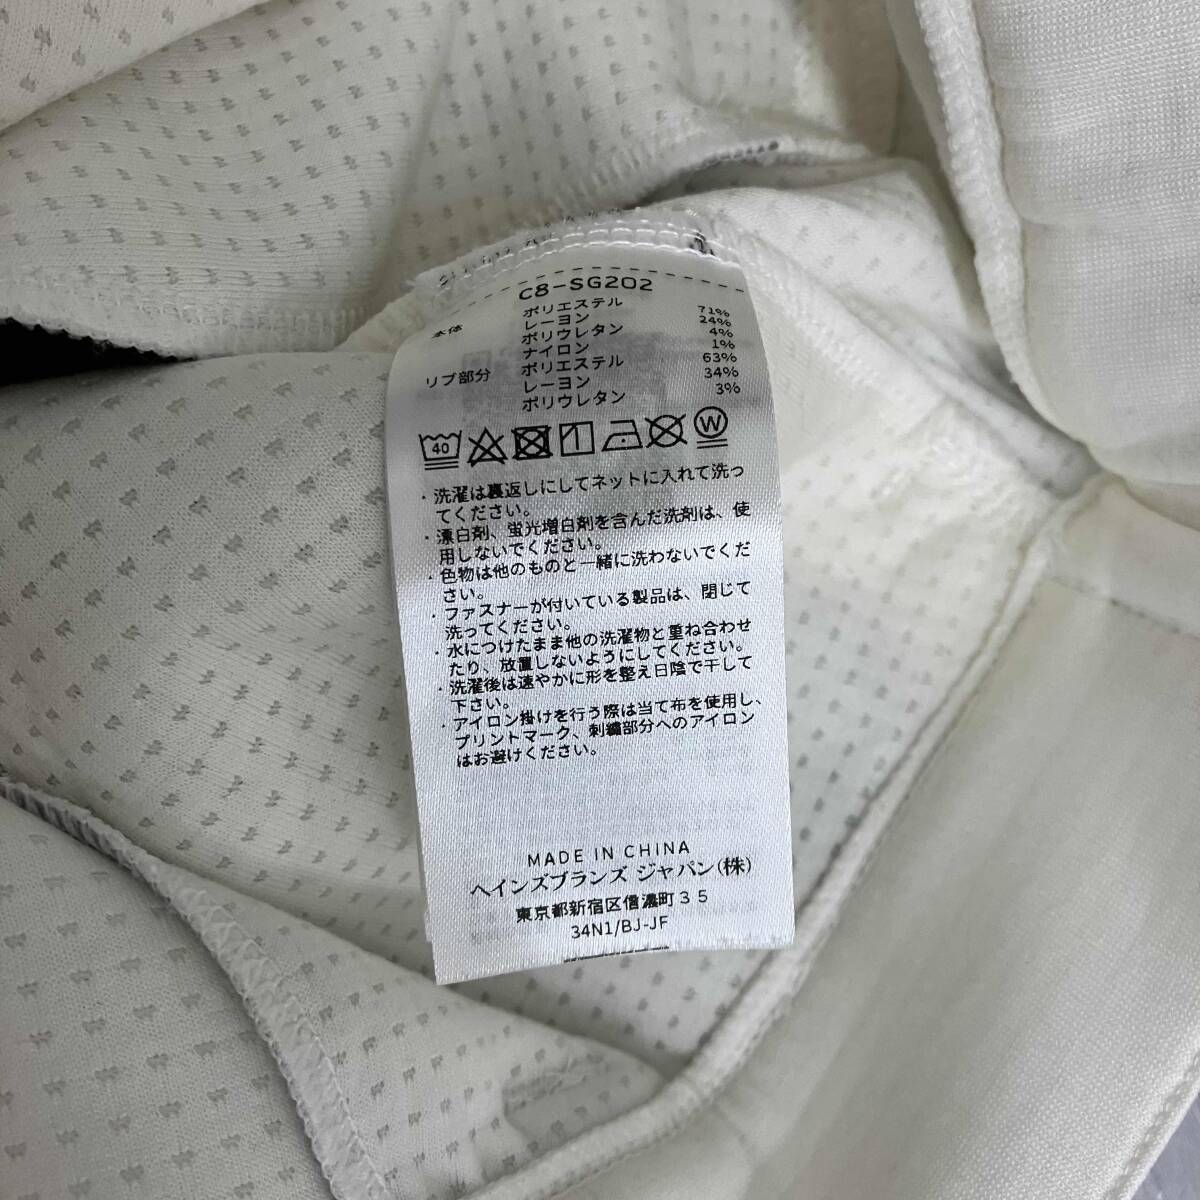 C8-SG202
本体 ポリエステル 71%
レーヨン 24%
ポリウレタン 4%
ナイロン 1%
リブ部分 ポリエステル 63%
レーヨン 34%
ポリウレタン 3%
40 W
・洗濯は裏返しにしてネットに入れて洗っ
てください。
・漂白剤、蛍光増白剤を含んだ洗剤は、使
用しないでください。
・色物は他のものと一緒に洗わないでくだ
さい。
・ファスナーが付いている製品は、閉じて
洗ってください。
・水につけたまま他の洗濯物と重ね合わせ
たり、放置しないようにしてください。
・洗濯後は速やかに形を整え日陰で干して
下さい。
・アイロン掛けを行う際は当て布を使用し、
プリントマーク、刺繍部分へのアイロン
はお避けください。
MADE IN CHINA
ヘインズブランズ ジャパン(株)
東京都新宿区信濃町35
34N1/BJ-JF